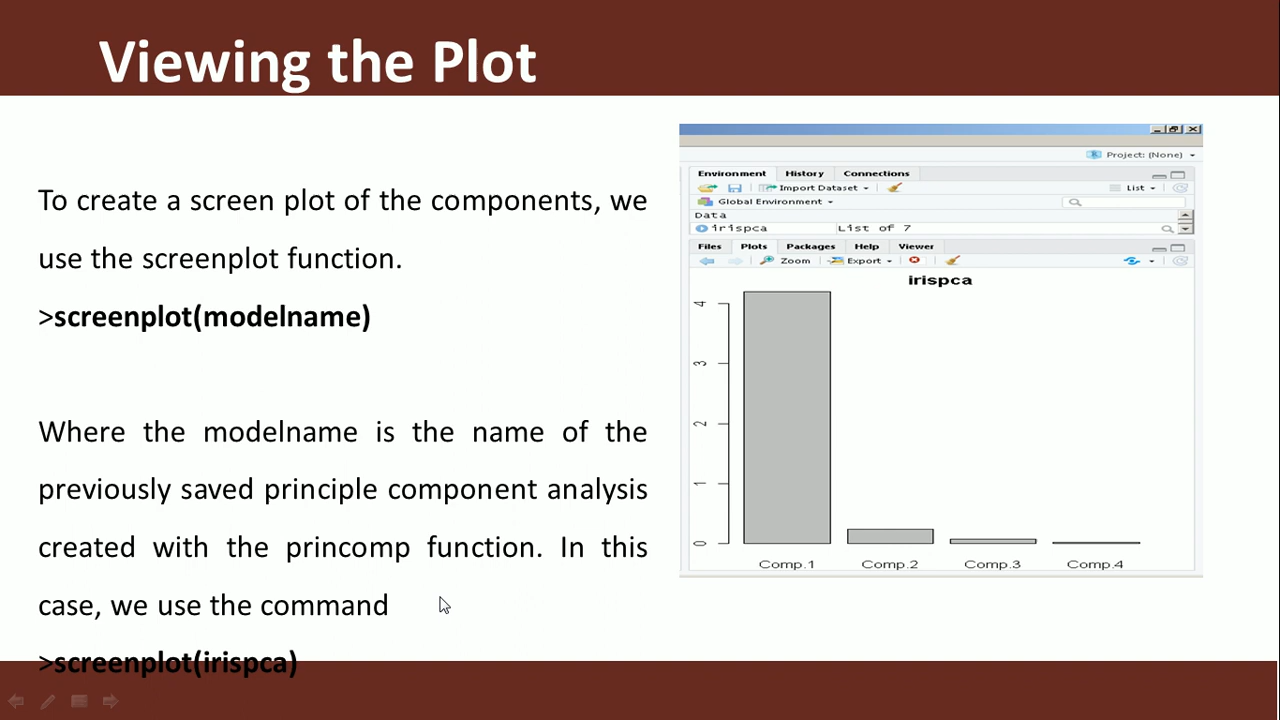 Viewing the Plot
To create a screen plot of the components, we
use the screenplot function.
>screenplot(modelname)
Where the modelname is the name of the
previously saved principle component analysis
created with the princomp function. In this
case, we use the command
>screenplot(irispca)
Project: (None)
Environment History Connections
Import Dataset List
Global Environment
Data
irispca List of 7
Files Plots Packages Help Viewer
Zoom Export
irispca
4
3
2
1
0
Comp.1 Comp.2 Comp.3 Comp.4